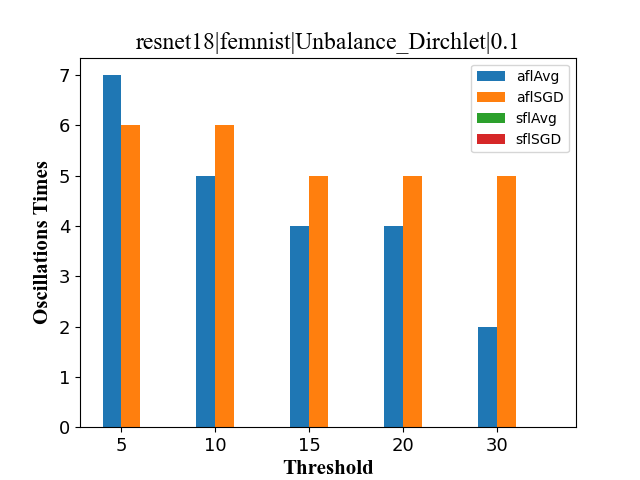 resnet18|femnist|Unbalance_Dirchlet|0.1
aflAvg
aflSGD
sflAvg
sflSGD
Oscillations Times
7
6
5
4
3
2
1
0
5 10 15 20 30
Threshold